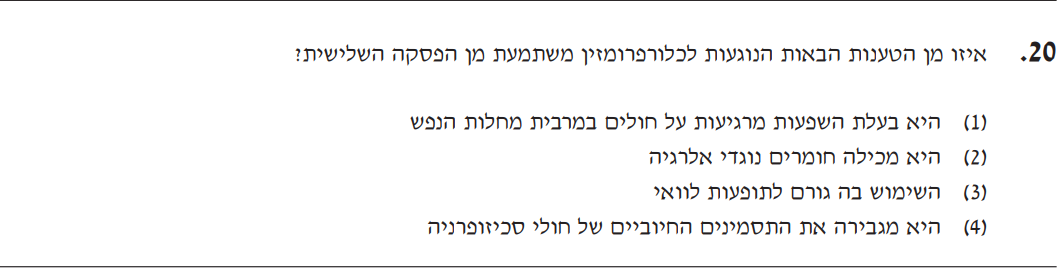 20. איזו מן הטענות הבאות הנוגעות לכלורפרומזין משתמעת מן הפסקה השלישית?
(1) היא בעלת השפעות מרגיעות על חולים במרבית מחלות הנפש
(2) היא מכילה חומרים נוגדי אלרגיה
(3) השימוש בה גורם לתופעות לוואי
(4) היא מגבירה את התסמינים החיוביים של חולי סכיזופרניה